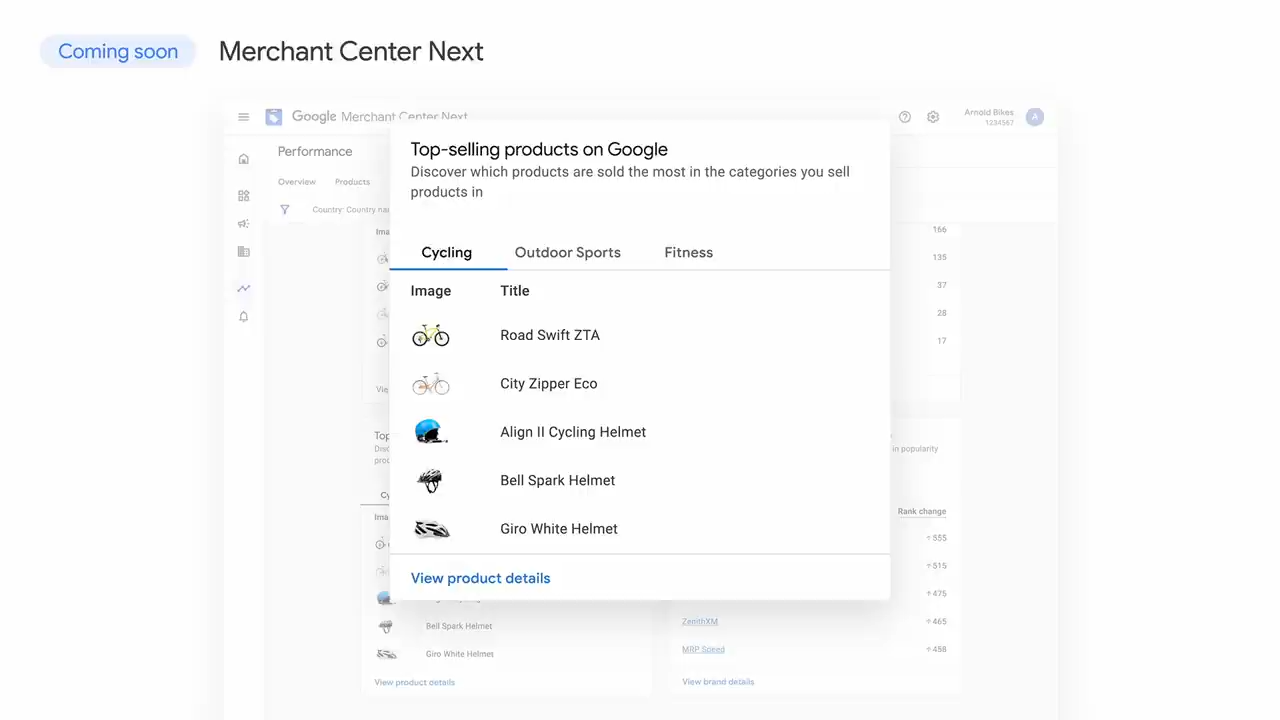 Coming soon
Merchant Center Next
Google Merchant Center Next
Arnold Bikes
1234567
A
Performance
Overview
Products
Country: Country
Top-selling products on Google
Discover which products are sold the most in the categories you sell
products in
Cycling
Outdoor Sports
Fitness
Image
Title
Road Swift ZTA
City Zipper Eco
Align II Cycling Helmet
Bell Spark Helmet
Giro White Helmet
View product details
166
135
37
28
17
in popularity
Rank change
555
515
475
Bell Spark Helmet
ZenithXM
465
Giro White Helmet
MRP Speed
458
View product details
View brand details